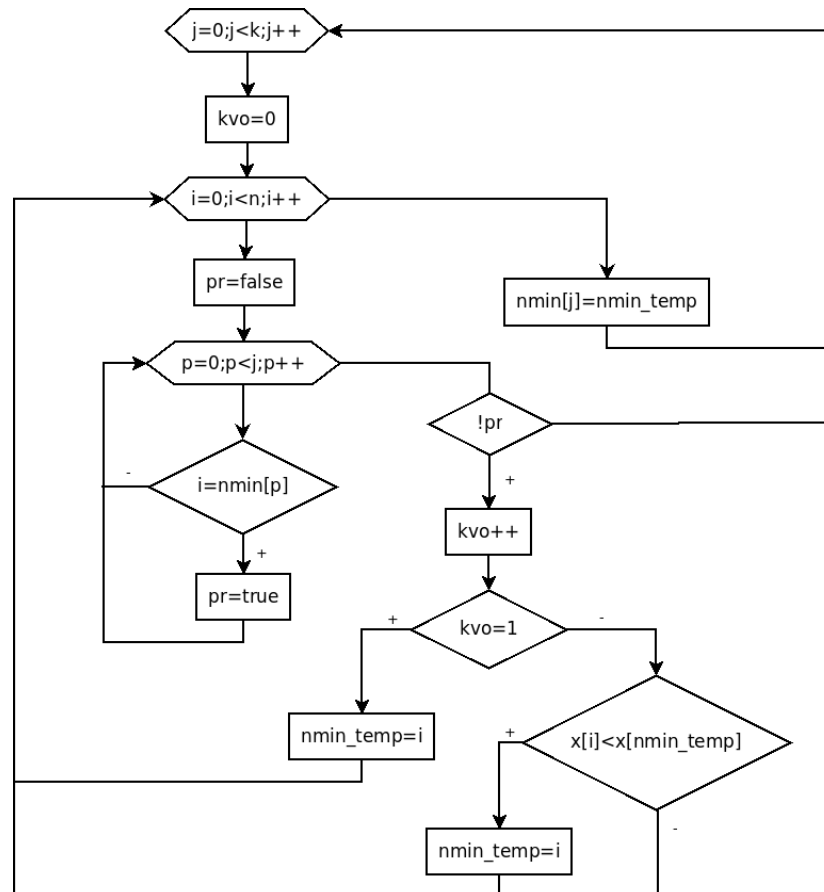 j=0;j<k;j++
kvo=0
i=0;i<n;i++
pr=false
nmin[j]=nmin_temp
p=0;p<j;p++
!pr
-
i=nmin[p]
+
kvo++
+
pr=true
+
kvo=1
-
nmin_temp=i
+
x[i]<x[nmin_temp]
-
nmin_temp=i